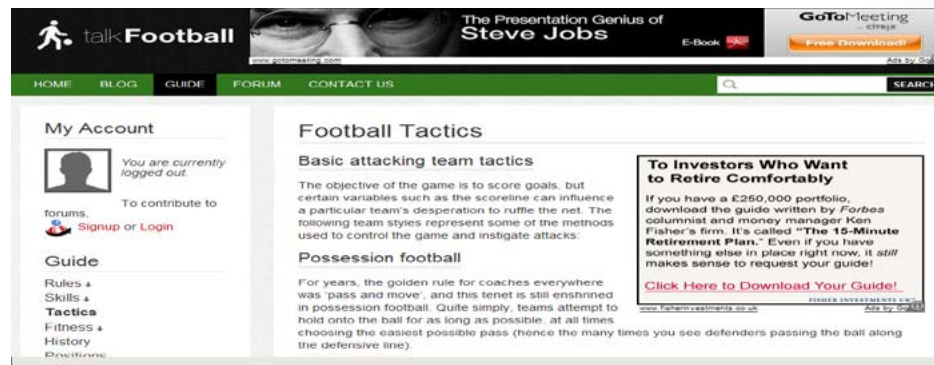 talkFootball
The Presentation Genius of
Steve Jobs
E-Book
www.gotomeeting.com
GoToMeeting
citrix
Free Download!
Ads by
HOME BLOG GUIDE FORUM CONTACT US
SEARCH
My Account
You are currently
logged out.
To contribute to
forums,
Signup or Login
Guide
Rules
Skills
Tactics
Fitness
History
Positions
Football Tactics
Basic attacking team tactics
The objective of the game is to score goals, but
certain variables such as the scoreline can influence
a particular team's desperation to ruffle the net. The
following team styles represent some of the methods
used to control the game and instigate attacks:
Possession football
For years, the golden rule for coaches everywhere
was 'pass and move', and this tenet is still enshrined
in possession football. Quite simply, teams attempt to
hold onto the ball for as long as possible, at all times
choosing the easiest possible pass (hence the many times you see defenders passing the ball along
the defensive line).
To Investors Who Want
to Retire Comfortably
If you have a £250,000 portfolio,
download the guide written by Forbes
columnist and money manager Ken
Fisher's firm. It's called "The 15-Minute
Retirement Plan." Even if you have
something else in place right now, it still
makes sense to request your guide!
Click Here to Download Your Guide!
FISHER INVESTMENTS UK
www.fisherinvestments.co.uk
Ads by